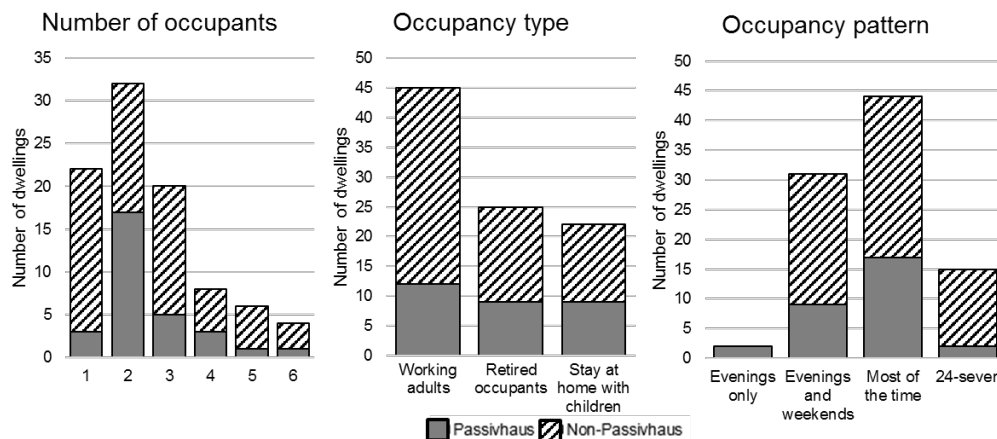 Number of occupants
Number of dwellings
35
30
25
20
15
10
5
0
1 2 3 4 5 6
Occupancy type
Number of dwellings
50
45
40
35
30
25
20
15
10
5
0
Working adults
Retired occupants
Stay at home with children
Occupancy pattern
Number of dwellings
50
45
40
35
30
25
20
15
10
5
0
Evenings only
Evenings and weekends
Most of the time
24-seven
Passivhaus
Non-Passivhaus